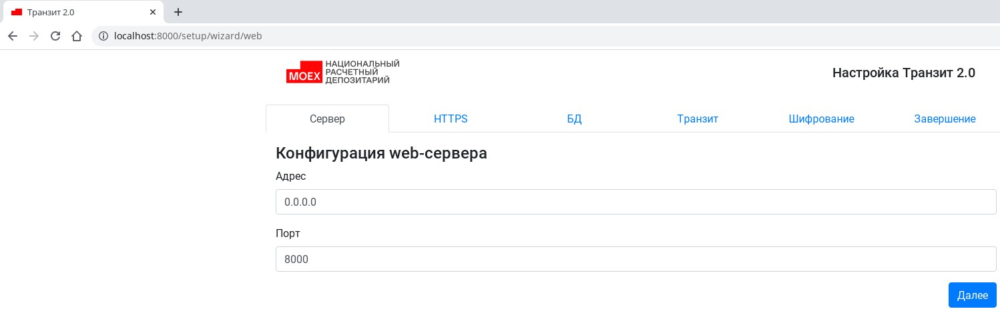 Транзит 2.0
localhost:8000/setup/wizard/web
MOEX
НАЦИОНАЛЬНЫЙ
РАСЧЕТНЫЙ
ДЕПОЗИТАРИЙ
Настройка Транзит 2.0
Сервер HTTPS БД Транзит Шифрование Завершение
Конфигурация web-сервера
Адрес
0.0.0.0
Порт
8000
Далее